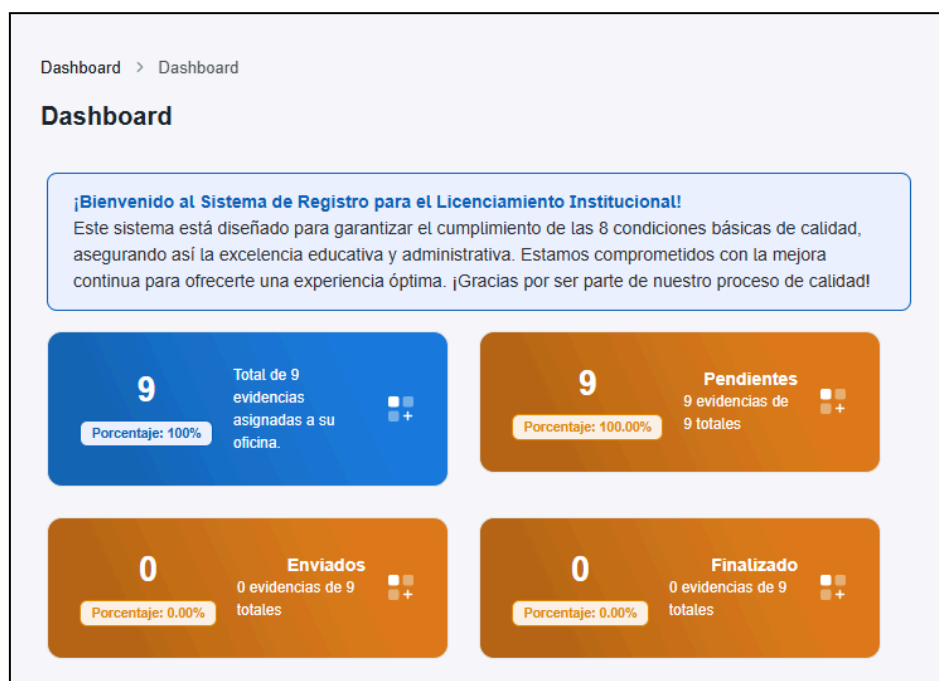 Dashboard > Dashboard
Dashboard
¡Bienvenido al Sistema de Registro para el Licenciamiento Institucional!
Este sistema está diseñado para garantizar el cumplimiento de las 8 condiciones básicas de calidad,
asegurando así la excelencia educativa y administrativa. Estamos comprometidos con la mejora
continua para ofrecerte una experiencia óptima. ¡Gracias por ser parte de nuestro proceso de calidad!
9
Porcentaje: 100%
Total de 9
evidencias
asignadas a su
oficina.
9
Porcentaje: 100.00%
Pendientes
9 evidencias de
9 totales
0
Porcentaje: 0.00%
Enviados
0 evidencias de 9
totales
0
Porcentaje: 0.00%
Finalizado
0 evidencias de 9
totales